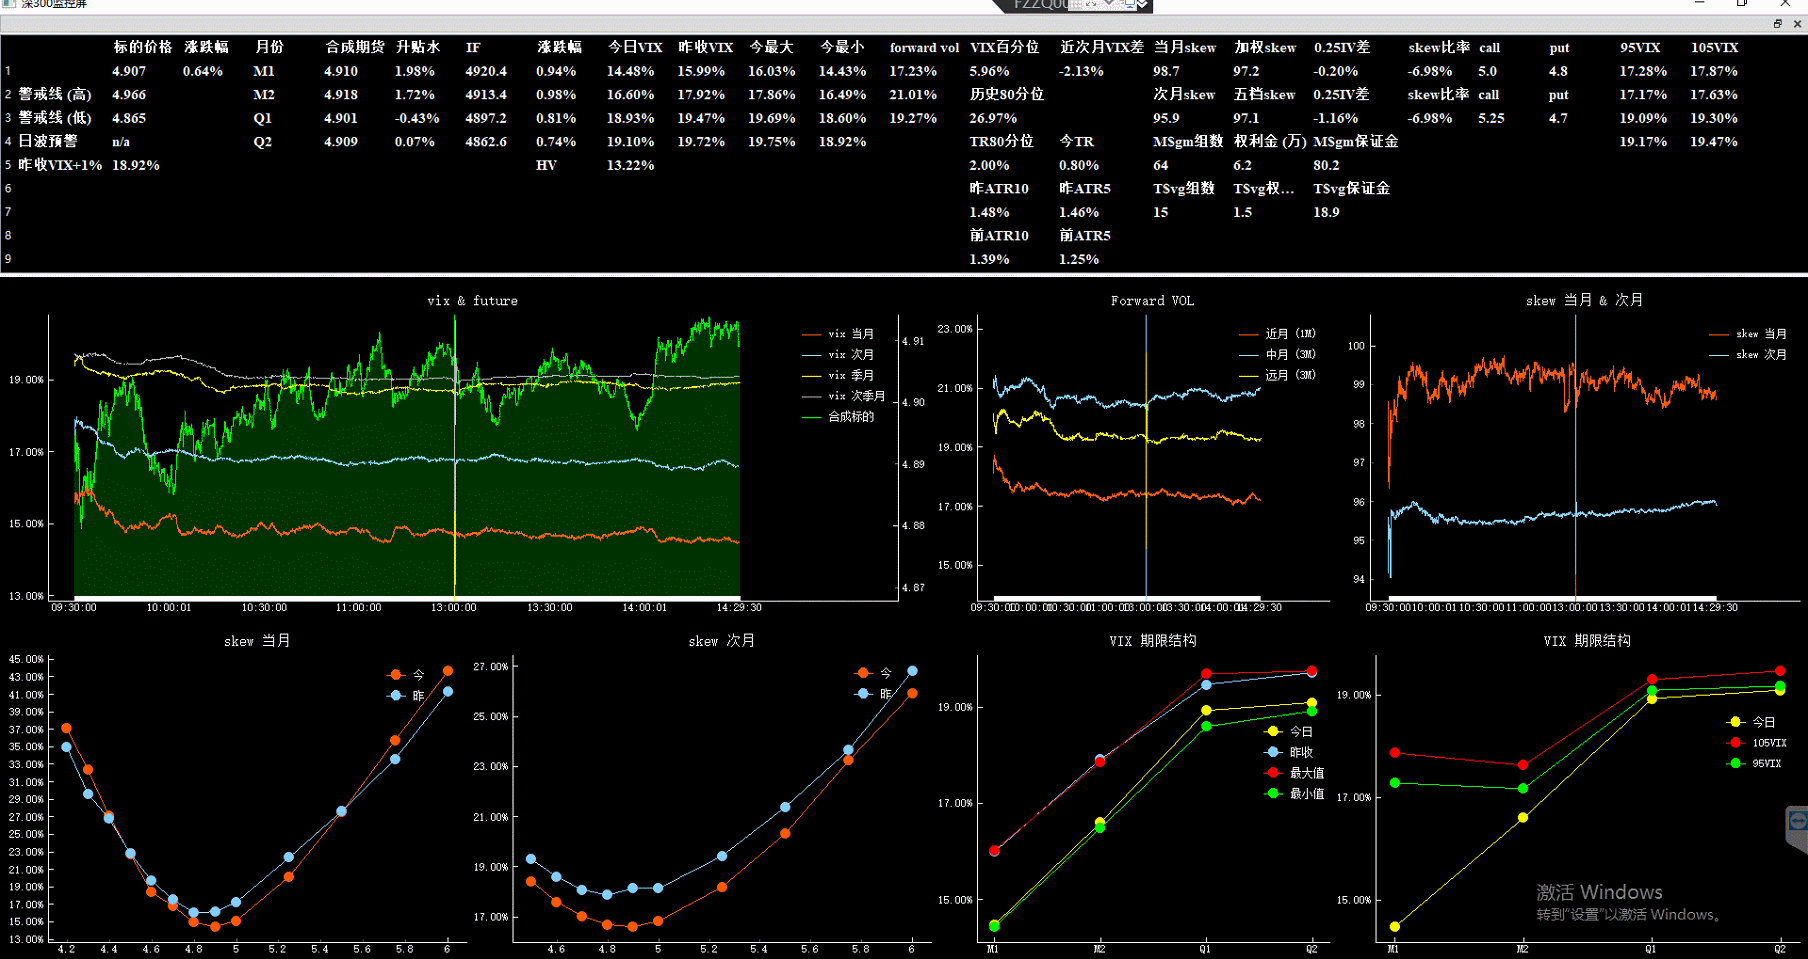 深300监控屏
FZZQ00
标的价格 涨跌幅 月份 合成期货 升贴水 IF 涨跌幅 今日VIX 昨收VIX 今最大 今最小 forward vol VIX百分位 近次月VIX差 当月skew 加权skew 0.25IV差 skew比率 call put 95VIX 105VIX
1 4.907 0.64% M1 4.910 1.98% 4920.4 0.94% 14.48% 15.99% 16.03% 14.43% 17.23% 5.96% -2.13% 98.7 97.2 -0.20% -6.98% 5.0 4.8 17.28% 17.87%
2 警戒线 (高) 4.966 M2 4.918 1.72% 4913.4 0.98% 16.60% 17.92% 17.86% 16.49% 21.01% 历史80分位 次月skew 五档skew 0.25IV差 skew比率 call put 17.17% 17.63%
3 警戒线 (低) 4.865 Q1 4.901 -0.43% 4897.2 0.81% 18.93% 19.47% 19.69% 18.60% 19.27% 26.97% 95.9 97.1 -1.16% -6.98% 5.25 4.7 19.09% 19.30%
4 日波预警 n/a Q2 4.909 0.07% 4862.6 0.74% 19.10% 19.72% 19.75% 18.92% TR80分位 今TR M$gm组数 权利金 (万) M$gm保证金 19.17% 19.47%
5 昨收VIX+1% 18.92% HV 13.22% 2.00% 0.80% 64 6.2 80.2
6 昨ATR10 昨ATR5 T$vg组数 T$vg权... T$vg保证金
7 1.48% 1.46% 15 1.5 18.9
8 前ATR10 前ATR5
9 1.39% 1.25%
vix & future
vix 当月
vix 次月
vix 季月
vix 次季月
合成标的
19.00%
17.00%
15.00%
13.00%
4.91
4.90
4.89
4.88
4.87
09:30:00 10:00:01 10:30:00 11:00:00 13:00:00 13:30:00 14:00:01 14:29:30
Forward VOL
近月 (1M)
中月 (3M)
远月 (3M)
23.00%
21.00%
19.00%
17.00%
15.00%
09:30:00 10:00:01 10:30:00 11:00:00 13:00:00 13:30:00 14:00:01 14:29:30
skew 当月 & 次月
skew 当月
skew 次月
100
99
98
97
96
95
94
09:30:00 10:00:01 10:30:00 11:00:00 13:00:00 13:30:00 14:00:01 14:29:30
skew 当月
今
昨
45.00%
43.00%
41.00%
39.00%
37.00%
35.00%
33.00%
31.00%
29.00%
27.00%
25.00%
23.00%
21.00%
19.00%
17.00%
15.00%
13.00%
4.2 4.4 4.6 4.8 5 5.2 5.4 5.6 5.8 6
skew 次月
今
昨
27.00%
25.00%
23.00%
21.00%
19.00%
17.00%
4.6 4.8 5 5.2 5.4 5.6 5.8 6
VIX 期限结构
今日
昨收
最大值
最小值
19.00%
17.00%
15.00%
M1 M2 Q1 Q2
VIX 期限结构
今日
105VIX
95VIX
19.00%
17.00%
15.00%
M1 M2 Q1 Q2
激活 Windows
转到"设置"以激活 Windows。